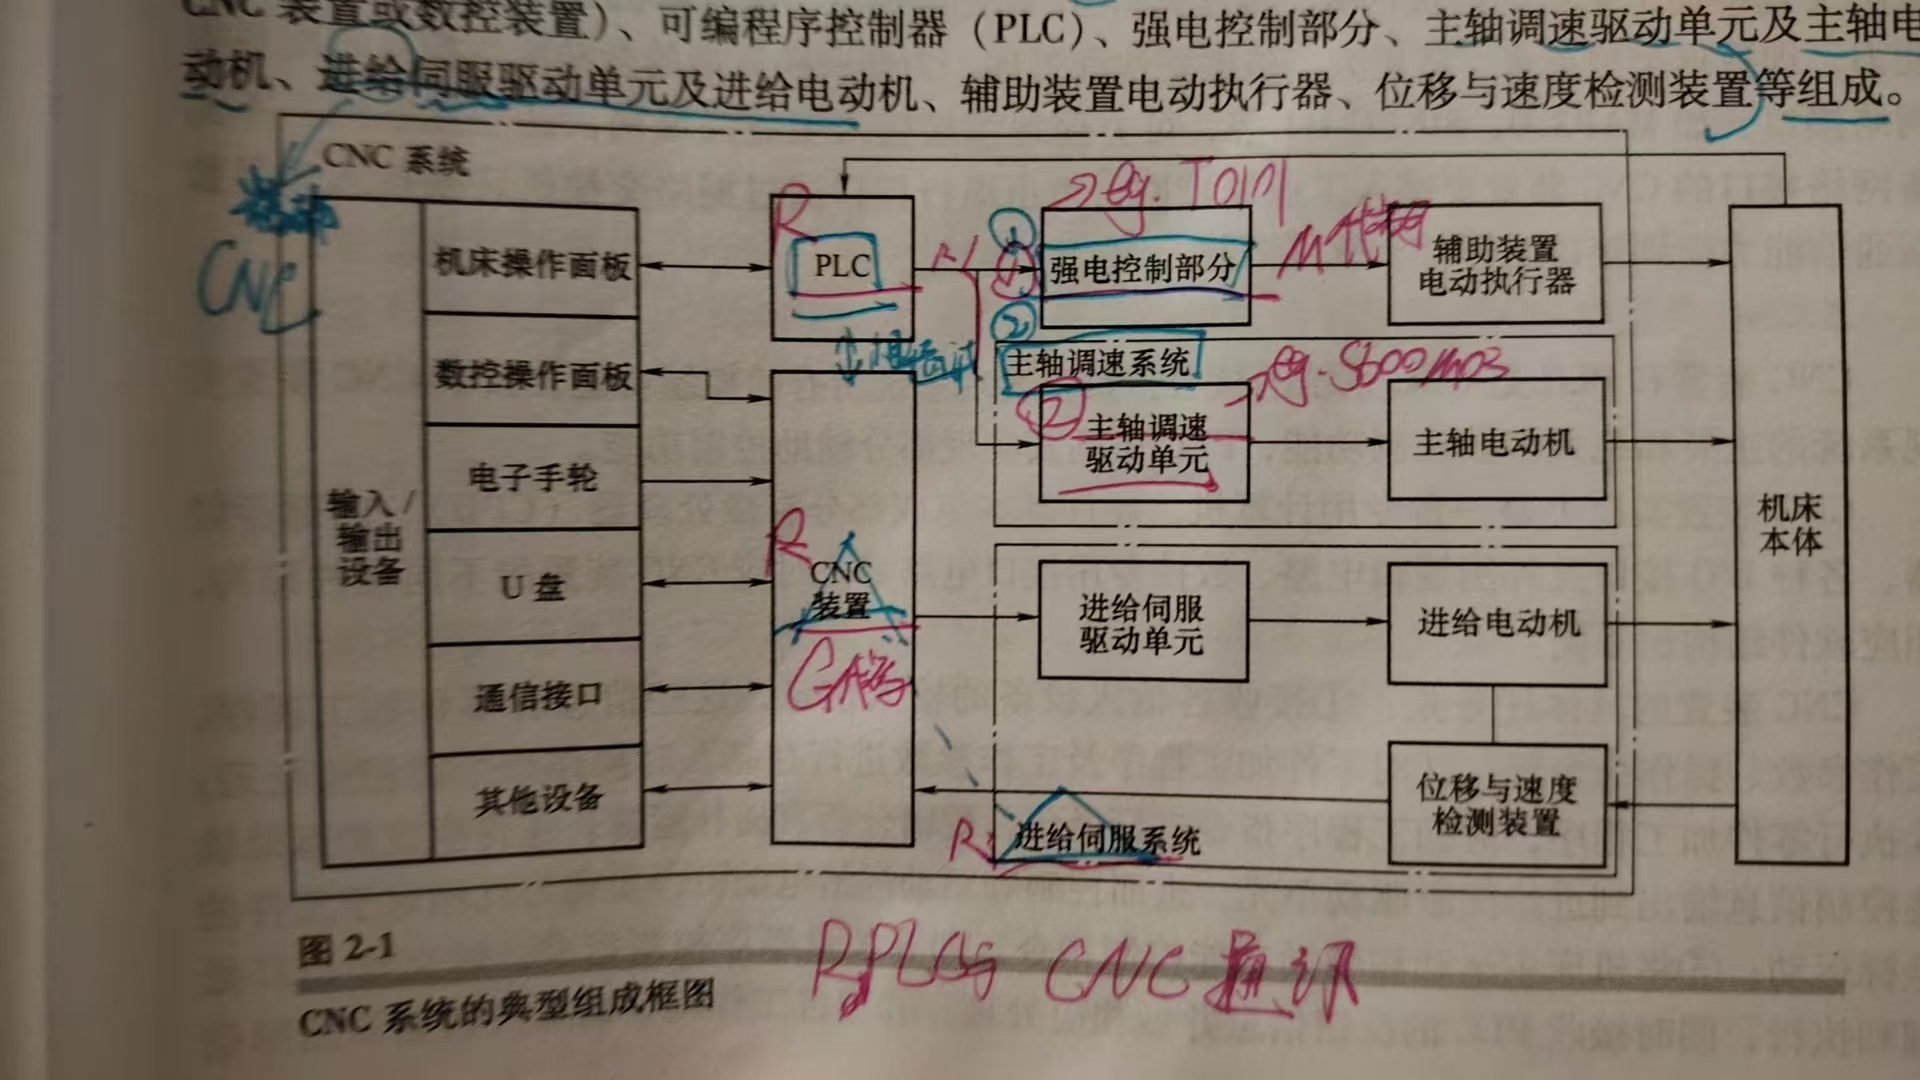 CNC 装置或数控装置)、可编程序控制器 (PLC)、强电控制部分、主轴调速驱动单元及主轴电
动机、进给伺服驱动单元及进给电动机、辅助装置电动执行器、位移与速度检测装置等组成。
CNC 系统
CNC
输入/
输出
设备
机床操作面板
数控操作面板
电子手轮
U 盘
通信接口
其他设备
R
PLC
R
CNC
装置
G代码
→eg. T0101
①
①
强电控制部分
M代码
辅助装置
电动执行器
②
主轴调速系统
→eg. S600M03
②
主轴调速
驱动单元
主轴电动机
进给伺服
驱动单元
进给电动机
位移与速度
检测装置
R
进给伺服系统
机床
本体
图 2-1
CNC 系统的典型组成框图
R PLC与 CNC 通讯